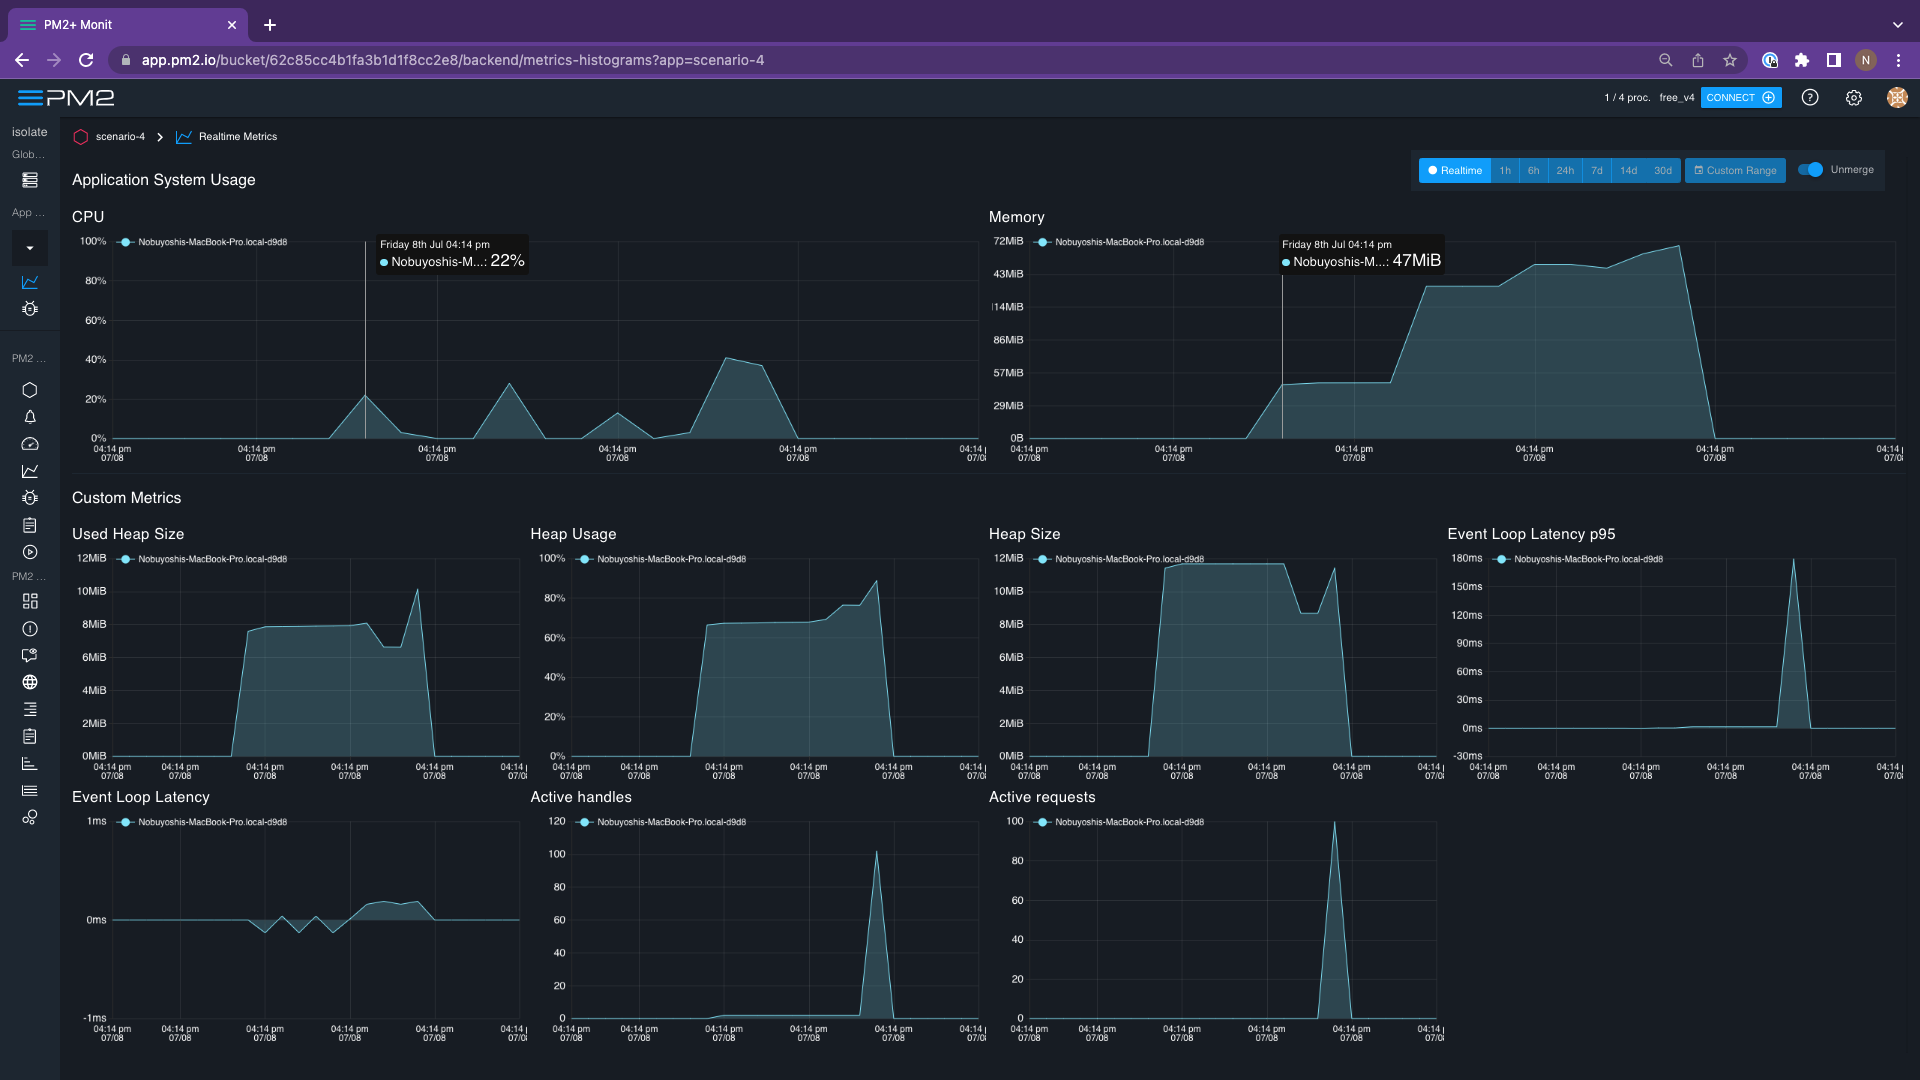 PM2+ Monit
app.pm2.io/bucket/62c85cc4b1fa3b1d1f8cc2e8/backend/metrics-histograms?app=scenario-4
N
PM2
1 / 4 proc.
free_v4
CONNECT
isolate
scenario-4
Realtime Metrics
Glob...
App ...
PM2 ...
PM2 ...
Realtime
1h
6h
24h
7d
14d
30d
Custom Range
Unmerge
Application System Usage
CPU
Nobuyoshis-MacBook-Pro.local-d9d8
Friday 8th Jul 04:14 pm
Nobuyoshis-M...: 22%
100%
80%
60%
40%
20%
0%
04:14 pm 04:14 pm 04:14 pm 04:14 pm 04:14 pm 04:14
07/08 07/08 07/08 07/08 07/08 07/0
Memory
Nobuyoshis-MacBook-Pro.local-d9d8
Friday 8th Jul 04:14 pm
Nobuyoshis-M...: 47MiB
72MiB
43MiB
114MiB
86MiB
57MiB
29MiB
0B
04:14 pm 04:14 pm 04:14 pm 04:14 pm 04:14 pm 04:14
07/08 07/08 07/08 07/08 07/08 07/0
Custom Metrics
Used Heap Size
Nobuyoshis-MacBook-Pro.local-d9d8
12MiB
10MiB
8MiB
6MiB
4MiB
2MiB
0MiB
04:14 pm 04:14 pm 04:14 pm 04:14 pm 04:14 pm 04:14
07/08 07/08 07/08 07/08 07/08 07/0
Heap Usage
Nobuyoshis-MacBook-Pro.local-d9d8
100%
80%
60%
40%
20%
0%
04:14 pm 04:14 pm 04:14 pm 04:14 pm 04:14 pm 04:14
07/08 07/08 07/08 07/08 07/08 07/0
Heap Size
Nobuyoshis-MacBook-Pro.local-d9d8
12MiB
10MiB
8MiB
6MiB
4MiB
2MiB
0MiB
04:14 pm 04:14 pm 04:14 pm 04:14 pm 04:14 pm 04:14
07/08 07/08 07/08 07/08 07/08 07/0
Event Loop Latency p95
Nobuyoshis-MacBook-Pro.local-d9d8
180ms
150ms
120ms
90ms
60ms
30ms
0ms
-30ms
04:14 pm 04:14 pm 04:14 pm 04:14 pm 04:14 pm 04:14
07/08 07/08 07/08 07/08 07/08 07/0
Event Loop Latency
Nobuyoshis-MacBook-Pro.local-d9d8
1ms
0ms
-1ms
04:14 pm 04:14 pm 04:14 pm 04:14 pm 04:14 pm 04:14
07/08 07/08 07/08 07/08 07/08 07/0
Active handles
Nobuyoshis-MacBook-Pro.local-d9d8
120
100
80
60
40
20
0
04:14 pm 04:14 pm 04:14 pm 04:14 pm 04:14 pm 04:14
07/08 07/08 07/08 07/08 07/08 07/0
Active requests
Nobuyoshis-MacBook-Pro.local-d9d8
100
80
60
40
20
0
04:14 pm 04:14 pm 04:14 pm 04:14 pm 04:14 pm 04:14
07/08 07/08 07/08 07/08 07/08 07/0